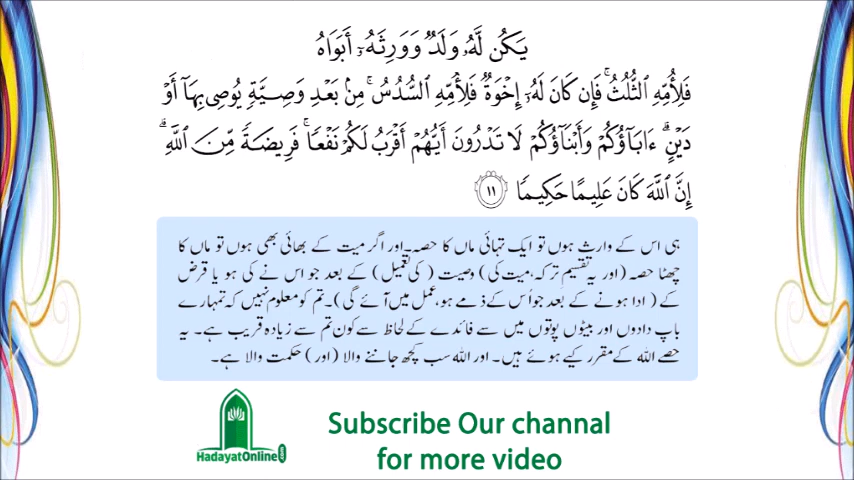 يَكُن لَّهُۥ وَلَدٌ وَوَرِثَهُۥٓ أَبَوَاهُ
فَلِأُمِّهِ ٱلثُّلُثُ ۚ فَإِن كَانَ لَهُۥٓ إِخْوَةٌ فَلِأُمِّهِ ٱلسُّدُسُ ۚ مِنۢ بَعْدِ وَصِيَّةٍ يُوصِى بِهَآ أَوْ
دَيْنٍ ۗ ءَابَآؤُكُمْ وَأَبْنَآؤُكُمْ لَا تَدْرُونَ أَيُّهُمْ أَقْرَبُ لَكُمْ نَفْعًا ۚ فَرِيضَةً مِّنَ ٱللَّهِ ۗ
إِنَّ ٱللَّهَ كَانَ عَلِيمًا حَكِيمًا ١١
ہی اس کے وارث ہوں تو ایک تہائی ماں کا حصہ۔ اور اگر میت کے بھائی بھی ہوں تو ماں کا
چھٹا حصہ (اور یہ تقسیم ترکہ، میت کی) وصیت (کی تعمیل) کے بعد جو اس نے کی ہو یا قرض
کے (ادا ہونے کے بعد جو اُس کے ذمے ہو، عمل میں آئے گی)۔ تم کو معلوم نہیں کہ تمہارے
باپ دادوں اور بیٹوں پوتوں میں سے فائدے کے لحاظ سے کون تم سے زیادہ قریب ہے۔ یہ
حصے اللہ کے مقرر کیے ہوئے ہیں۔ اور اللہ سب کچھ جاننے والا (اور) حکمت والا ہے۔
Subscribe Our channal
for more video
HadayatOnline